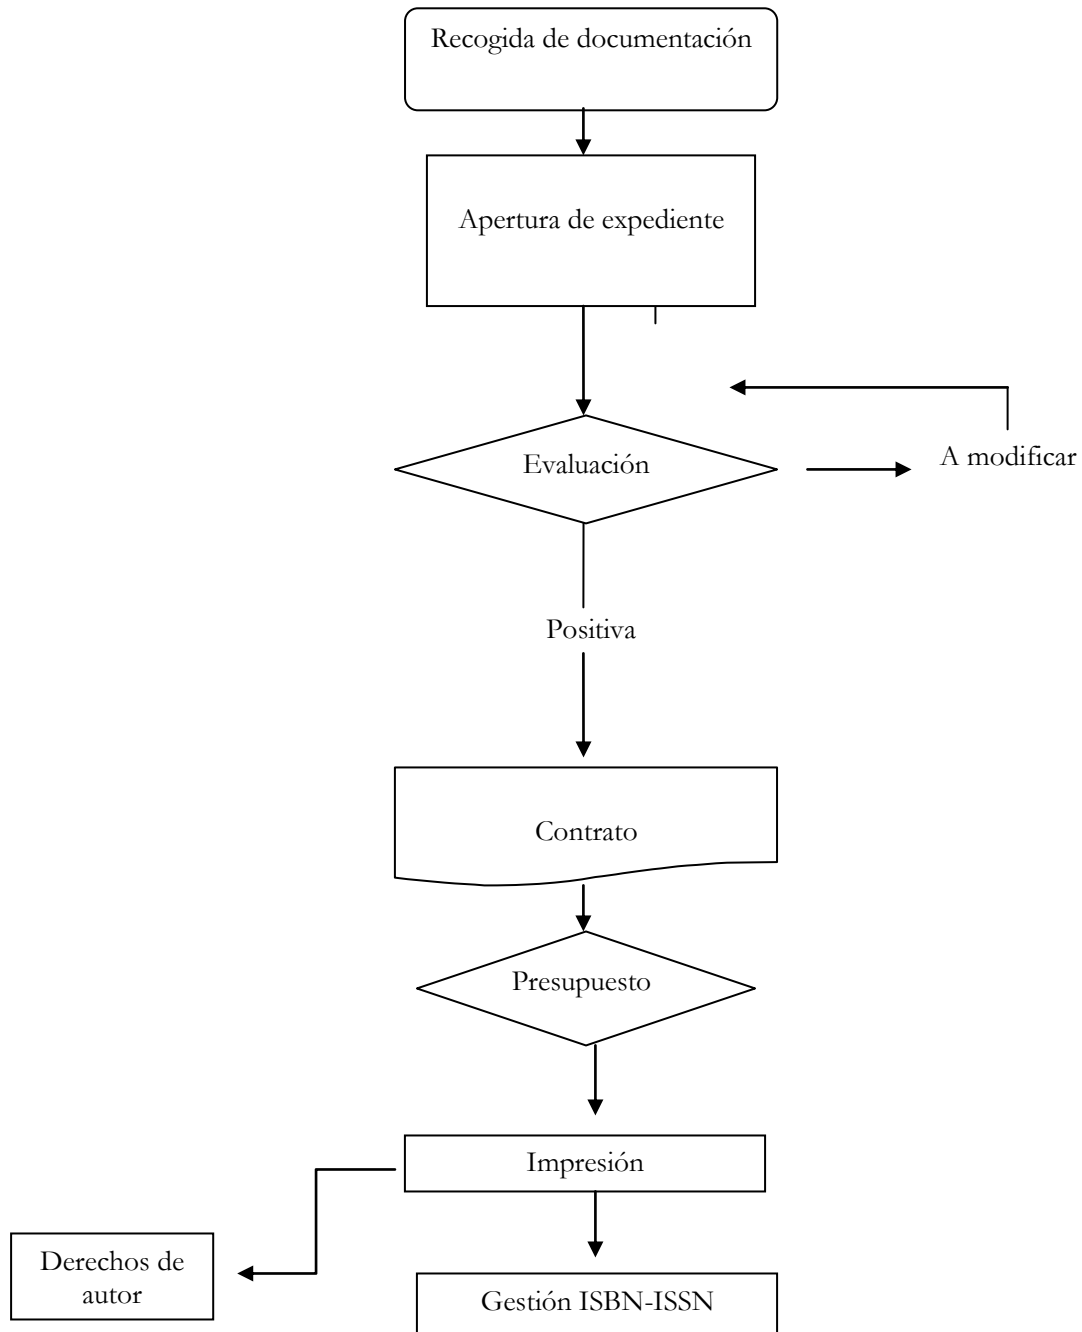 Recogida de documentación
Apertura de expediente
Evaluación
A modificar
Positiva
Contrato
Presupuesto
Impresión
Derechos de
autor
Gestión ISBN-ISSN